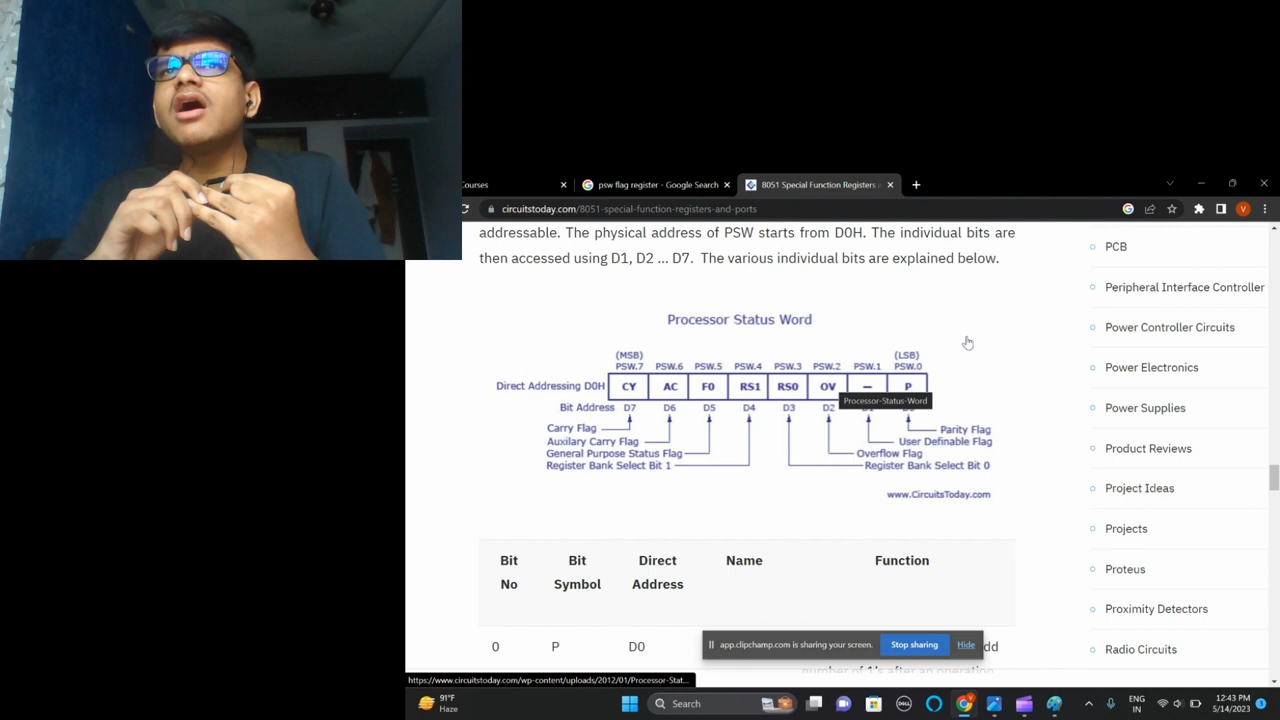 Courses
psw flag register - Google Search
8051 Special Function Registers
circuitstoday.com/8051-special-function-registers-and-ports
V
addressable. The physical address of PSW starts from D0H. The individual bits are
then accessed using D1, D2 ... D7. The various individual bits are explained below.
Processor Status Word
(MSB) (LSB)
PSW.7 PSW.6 PSW.5 PSW.4 PSW.3 PSW.2 PSW.1 PSW.0
Direct Addressing D0H CY AC F0 RS1 RS0 OV — P
Processor-Status-Word
Bit Address D7 D6 D5 D4 D3 D2
Carry Flag Parity Flag
Auxilary Carry Flag User Definable Flag
General Purpose Status Flag Overflow Flag
Register Bank Select Bit 1 Register Bank Select Bit 0
www.CircuitsToday.com
Bit No
Bit Symbol
Direct Address
Name
Function
0 P D0
number of 1's after an operation
PCB
Peripheral Interface Controller
Power Controller Circuits
Power Electronics
Power Supplies
Product Reviews
Project Ideas
Projects
Proteus
Proximity Detectors
Radio Circuits
app.clipchamp.com is sharing your screen.
Stop sharing
Hide
https://www.circuitstoday.com/wp-content/uploads/2012/01/Processor-Stat...
91°F
Haze
Search
DELL
ENG
IN
12:43 PM
5/14/2023